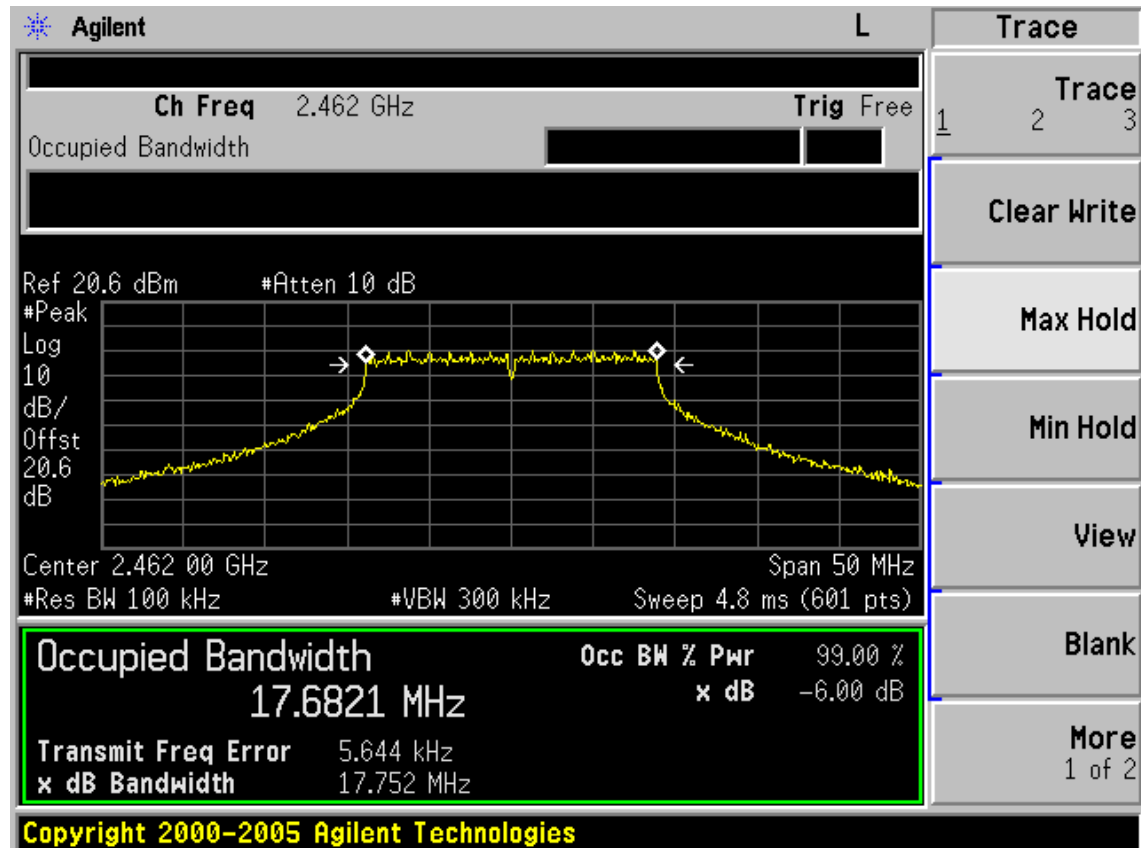 Agilent L
Ch Freq 2.462 GHz Trig Free
Occupied Bandwidth
Ref 20.6 dBm #Atten 10 dB
#Peak
Log
10
dB/
Offst
20.6
dB
Center 2.462 00 GHz Span 50 MHz
#Res BW 100 kHz #VBW 300 kHz Sweep 4.8 ms (601 pts)
Occupied Bandwidth Occ BW % Pwr 99.00 %
17.6821 MHz x dB -6.00 dB
Transmit Freq Error 5.644 kHz
x dB Bandwidth 17.752 MHz
Copyright 2000-2005 Agilent Technologies
Trace
Trace
1 2 3
Clear Write
Max Hold
Min Hold
View
Blank
More
1 of 2